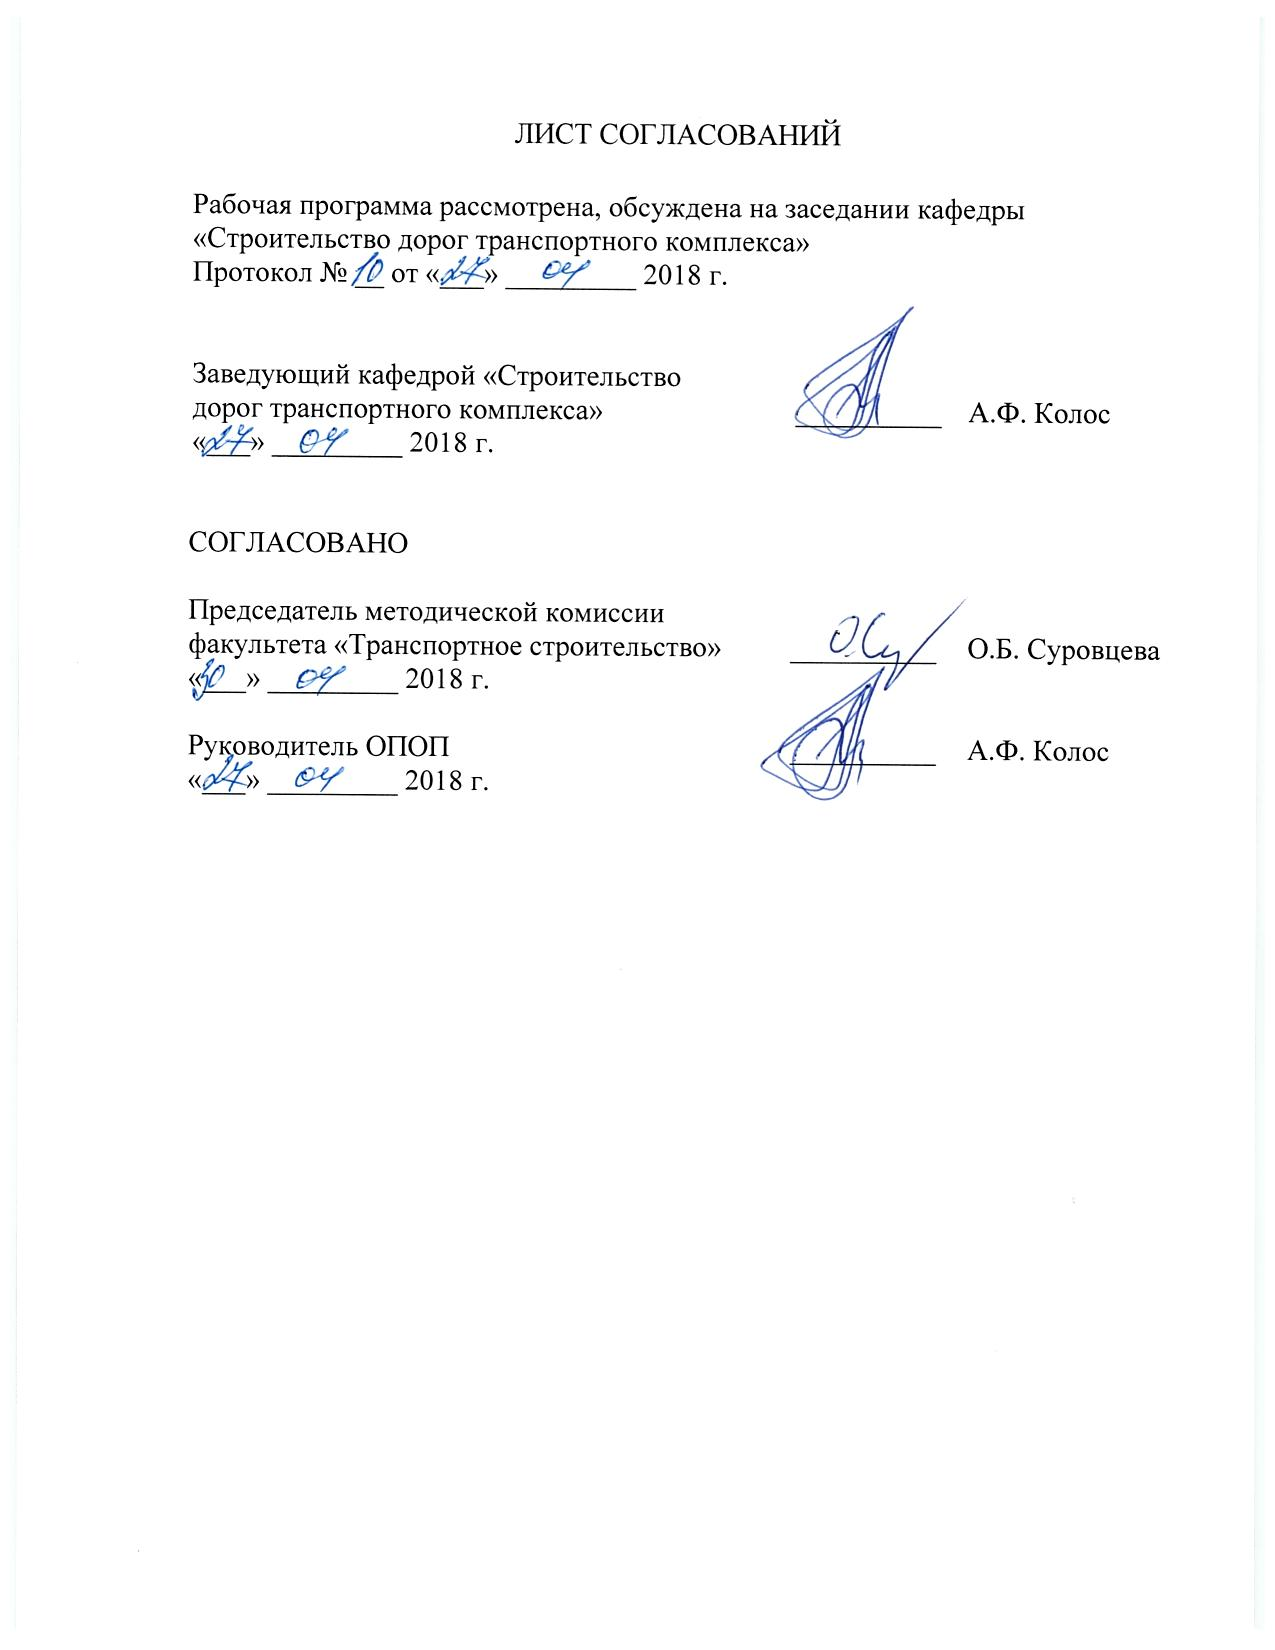 ЛИСТ СОГЛАСОВАНИЙ
Рабочая программа рассмотрена, обсуждена на заседании кафедры
«Строительство дорог транспортного комплекса»
Протокол № 10 от «27» 04 2018 г.
Заведующий кафедрой «Строительство
дорог транспортного комплекса» А.Ф. Колос
«27» 04 2018 г.
СОГЛАСОВАНО
Председатель методической комиссии
факультета «Транспортное строительство» О.Б. Суровцева
«30» 04 2018 г.
Руководитель ОПОП А.Ф. Колос
«27» 04 2018 г.